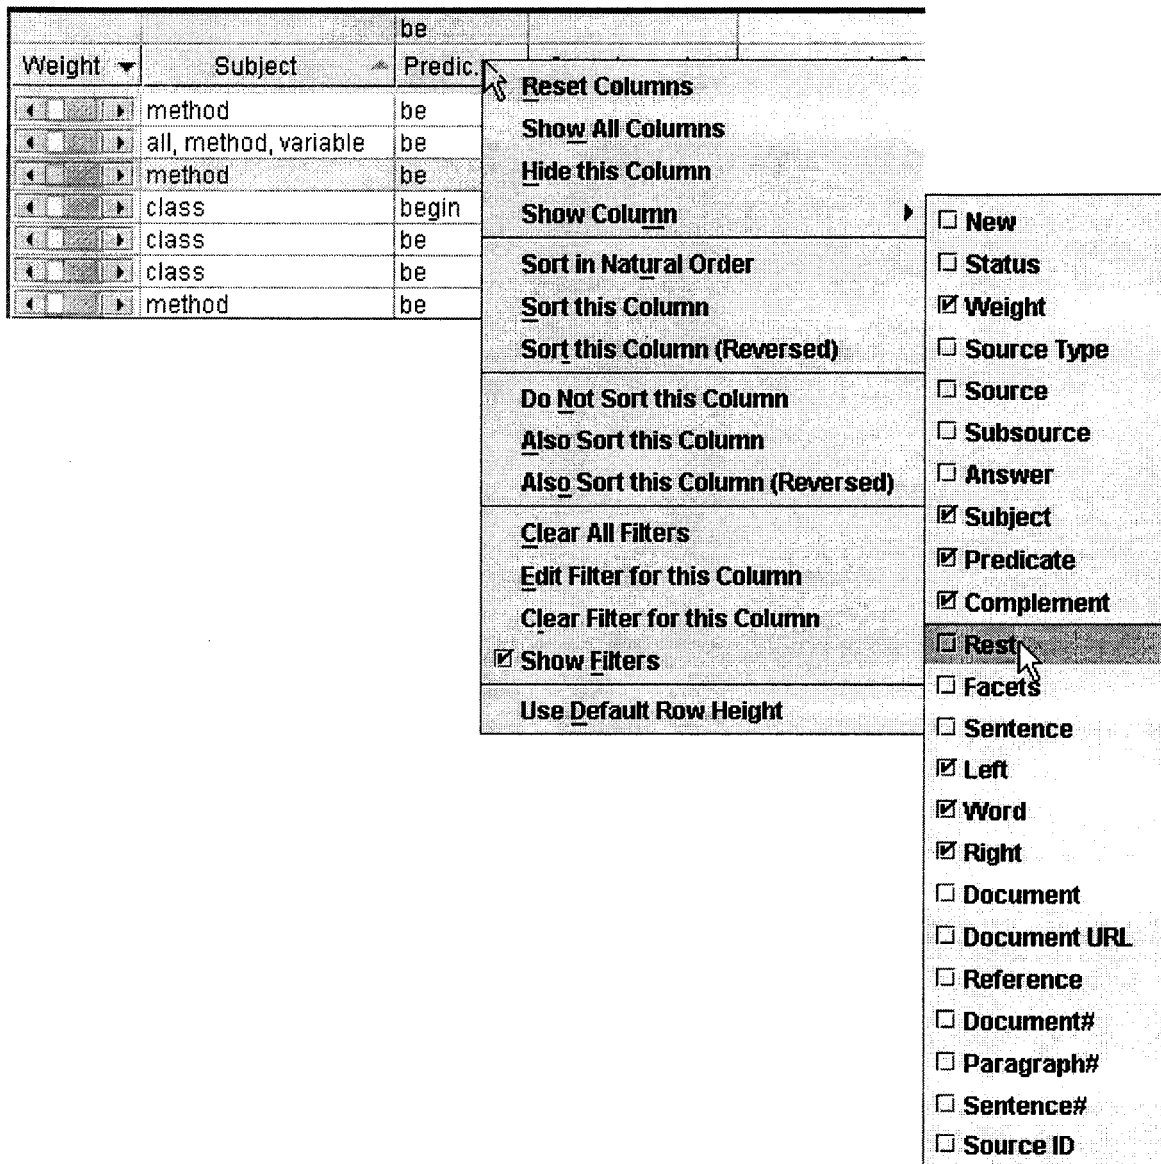 be
Weight Subject Predic.
method be
all, method, variable be
method be
class begin
class be
class be
method be
Reset Columns
Show All Columns
Hide this Column
Show Column
Sort in Natural Order
Sort this Column
Sort this Column (Reversed)
Do Not Sort this Column
Also Sort this Column
Also Sort this Column (Reversed)
Clear All Filters
Edit Filter for this Column
Clear Filter for this Column
Show Filters
Use Default Row Height
New
Status
Weight
Source Type
Source
Subsource
Answer
Subject
Predicate
Complement
Rest
Facets
Sentence
Left
Word
Right
Document
Document URL
Reference
Document#
Paragraph#
Sentence#
Source ID